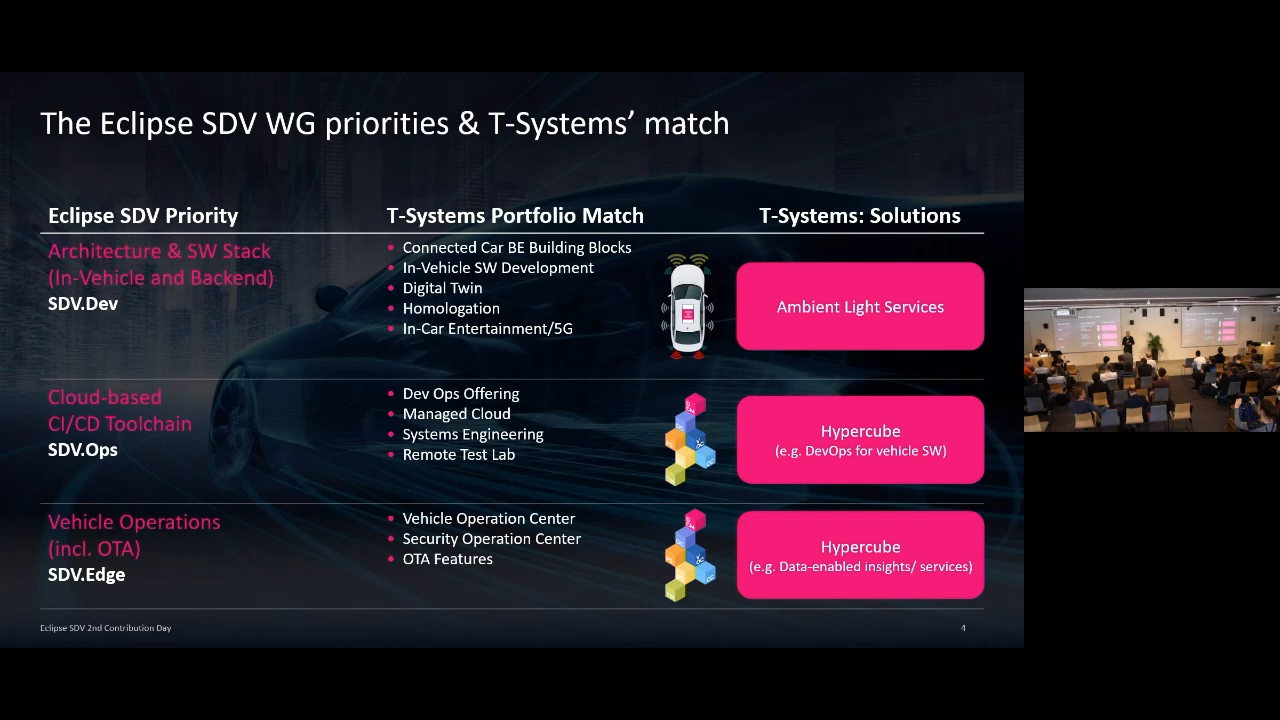 The Eclipse SDV WG priorities & T-Systems’ match
Eclipse SDV Priority
T-Systems Portfolio Match
T-Systems: Solutions
Architecture & SW Stack
(In-Vehicle and Backend)
SDV.Dev
• Connected Car BE Building Blocks
• In-Vehicle SW Development
• Digital Twin
• Homologation
• In-Car Entertainment/5G
Ambient Light Services
Cloud-based
CI/CD Toolchain
SDV.Ops
• Dev Ops Offering
• Managed Cloud
• Systems Engineering
• Remote Test Lab
Hypercube
(e.g. DevOps for vehicle SW)
Vehicle Operations
(incl. OTA)
SDV.Edge
• Vehicle Operation Center
• Security Operation Center
• OTA Features
Hypercube
(e.g. Data-enabled insights/ services)
Eclipse SDV 2nd Contribution Day
4